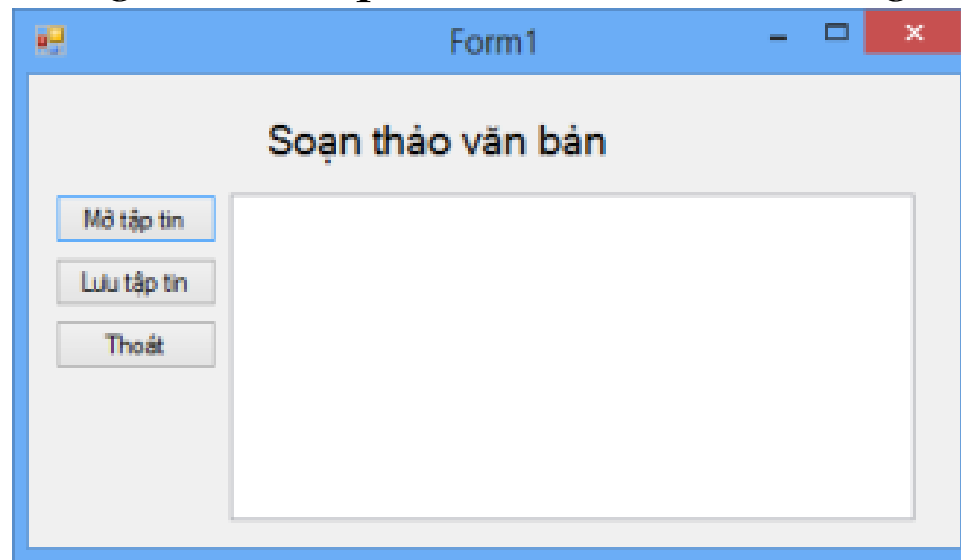 Form1
Soạn thảo văn bản
Mở tập tin
Lưu tập tin
Thoát